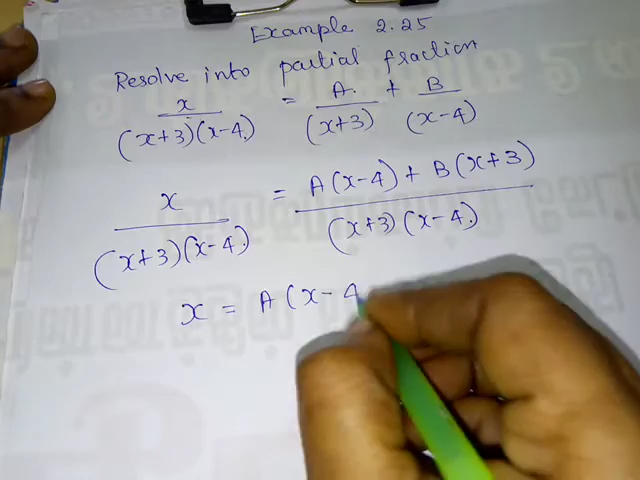 Example 2.25
Resolve into partial fraction
x/((x+3)(x-4)) = A/(x+3) + B/(x-4)
x/((x+3)(x-4)) = (A(x-4) + B(x+3))/((x+3)(x-4))
x = A(x-4